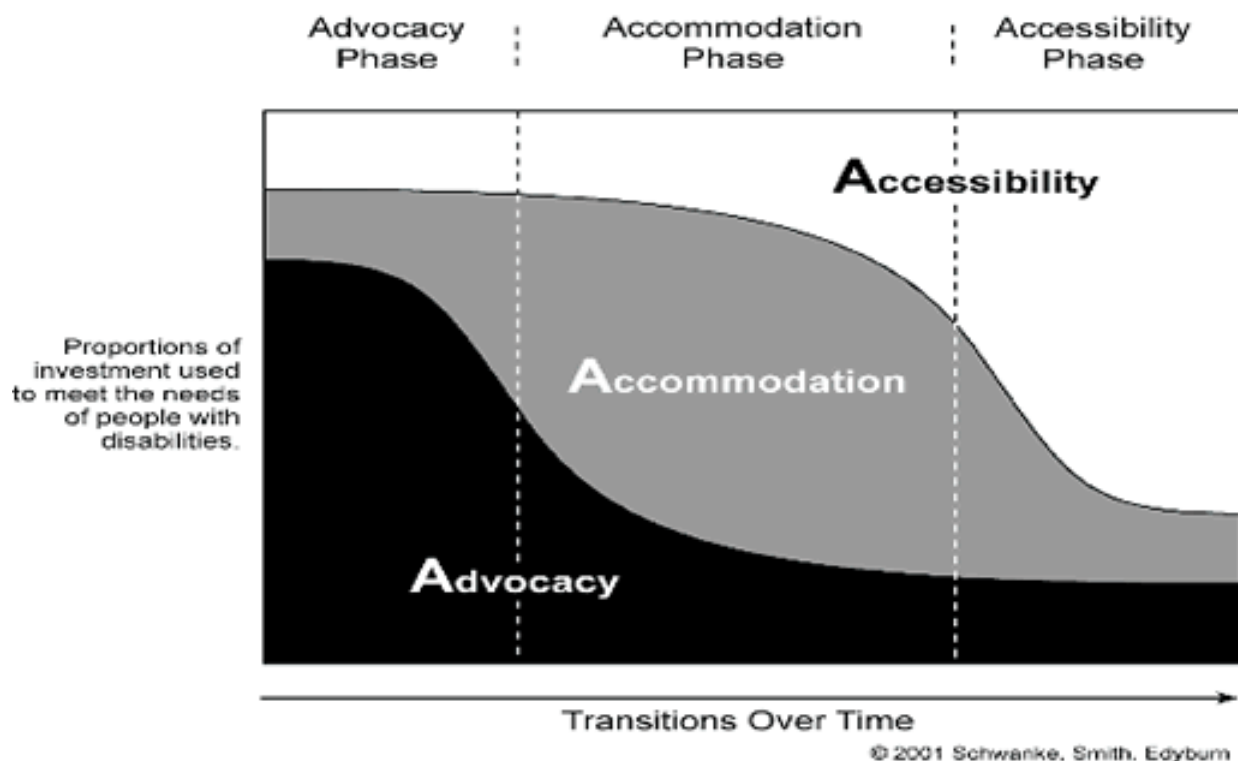 Advocacy
Phase
Accommodation
Phase
Accessibility
Phase
Accessibility
Proportions of
investment used
to meet the needs
of people with
disabilities.
Accommodation
Advocacy
Transitions Over Time
© 2001 Schwanke, Smith, Edyburn